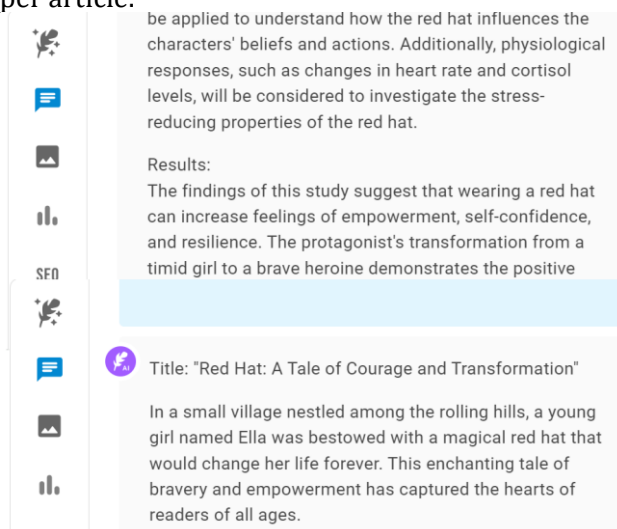 per article.
be applied to understand how the red hat influences the
characters' beliefs and actions. Additionally, physiological
responses, such as changes in heart rate and cortisol
levels, will be considered to investigate the stress-
reducing properties of the red hat.
Results:
The findings of this study suggest that wearing a red hat
can increase feelings of empowerment, self-confidence,
and resilience. The protagonist's transformation from a
timid girl to a brave heroine demonstrates the positive
SEO
AI
Title: "Red Hat: A Tale of Courage and Transformation"
In a small village nestled among the rolling hills, a young
girl named Ella was bestowed with a magical red hat that
would change her life forever. This enchanting tale of
bravery and empowerment has captured the hearts of
readers of all ages.